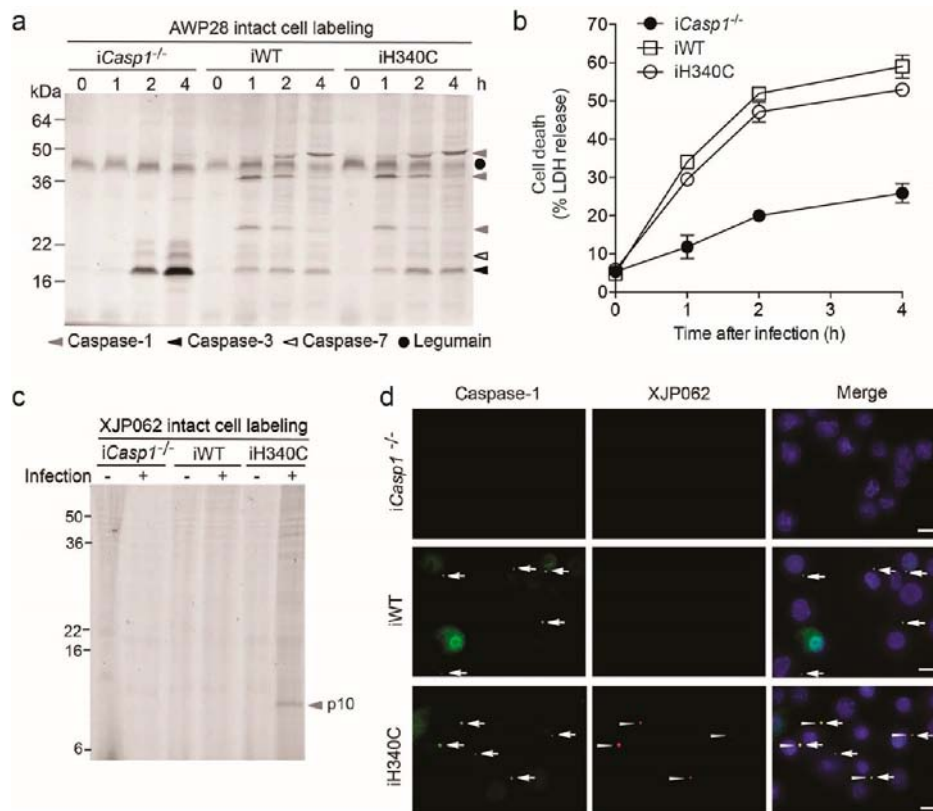 a
AWP28 intact cell labeling
iCasp1-/- iWT iH340C
0 1 2 4 0 1 2 4 0 1 2 4 h
kDa
64
50
36
22
16
Caspase-1 Caspase-3 Caspase-7 Legumain
b
iCasp1-/-
iWT
iH340C
Cell death
(% LDH release)
70
60
50
40
30
20
10
0
0 1 2 3 4
Time after infection (h)
c
XJP062 intact cell labeling
iCasp1-/- iWT iH340C
Infection - + - + - +
50
36
22
16
6
p10
d
Caspase-1 XJP062 Merge
iCasp1-/-
iWT
iH340C